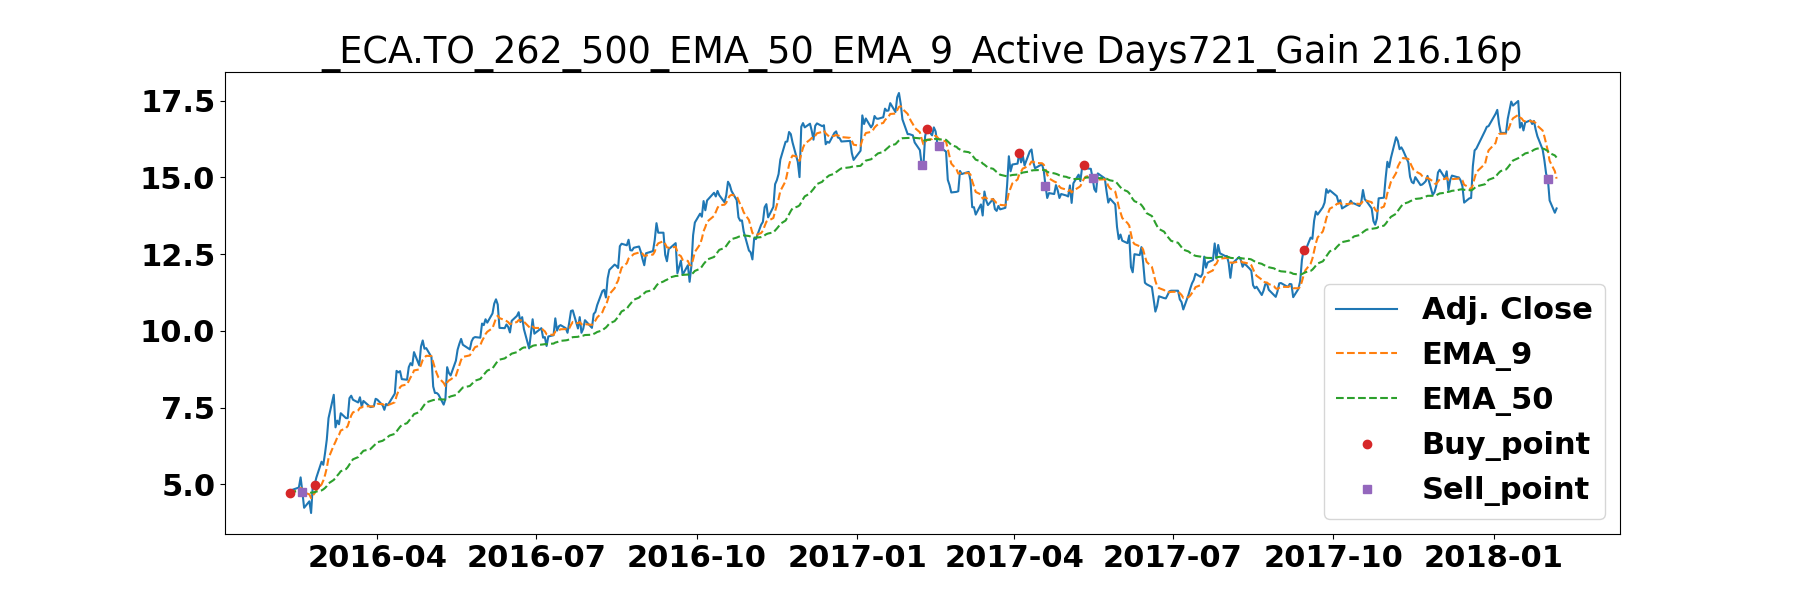 _ECA.TO_262_500_EMA_50_EMA_9_Active Days721_Gain 216.16p
17.5
15.0
12.5
10.0
7.5
5.0
Adj. Close
EMA_9
EMA_50
Buy_point
Sell_point
2016-04 2016-07 2016-10 2017-01 2017-04 2017-07 2017-10 2018-01